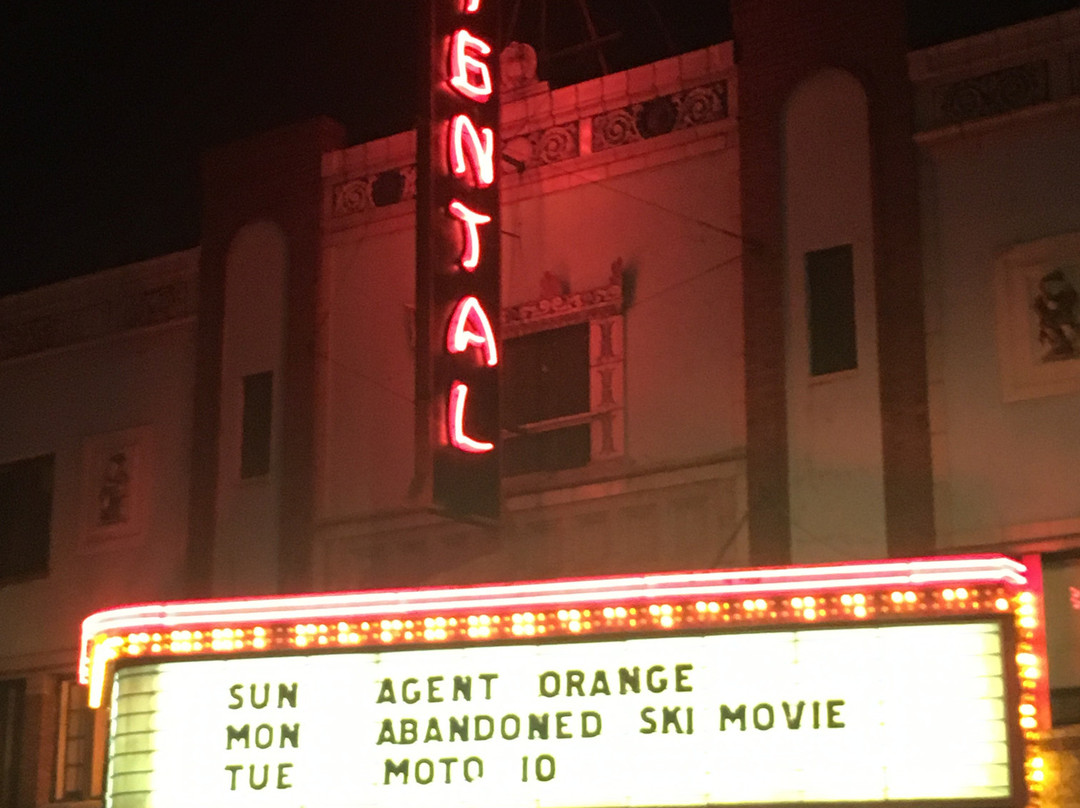 ENTAL
SUN AGENT ORANGE
MON ABANDONED SKI MOVIE
TUE MOTO 10